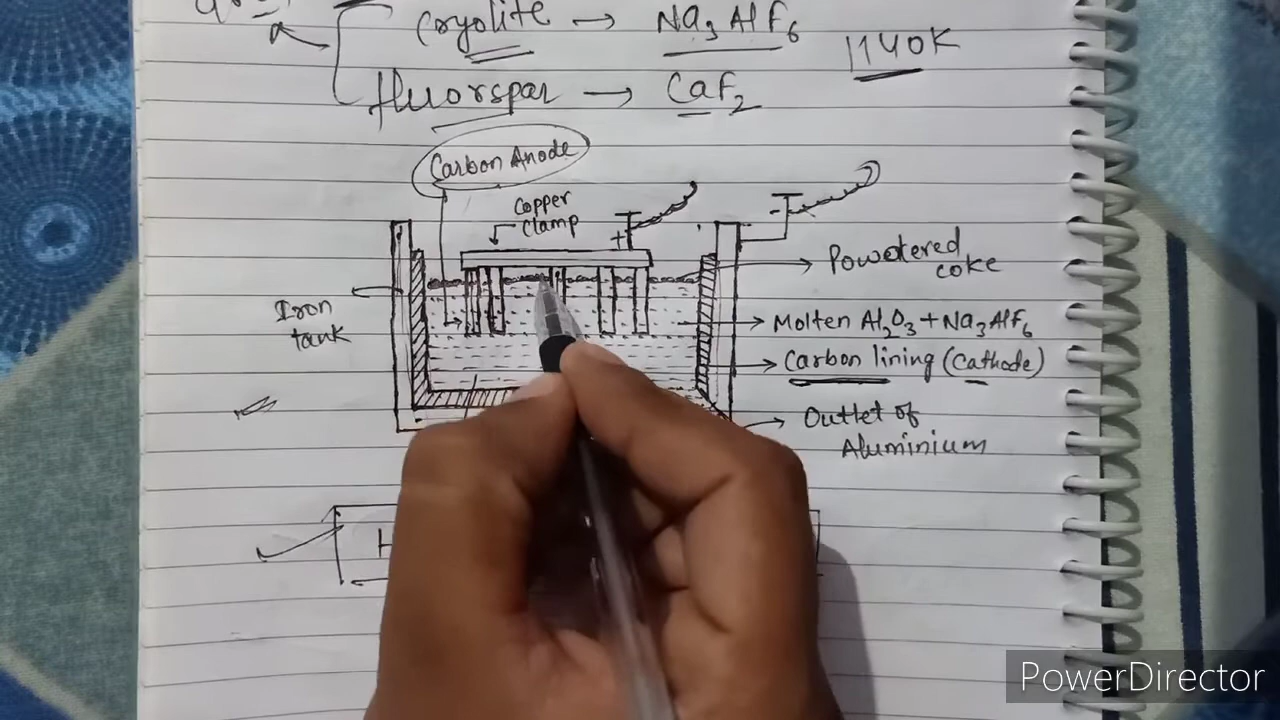 Cryolite → Na3AlF6
1140K
fluorspar → CaF2
Carbon Anode
Copper
Clamp
+
-
Powdered
coke
Iron
tank
Molten Al2O3 + Na3AlF6
Carbon lining (Cathode)
Outlet of
Aluminium
H
PowerDirector